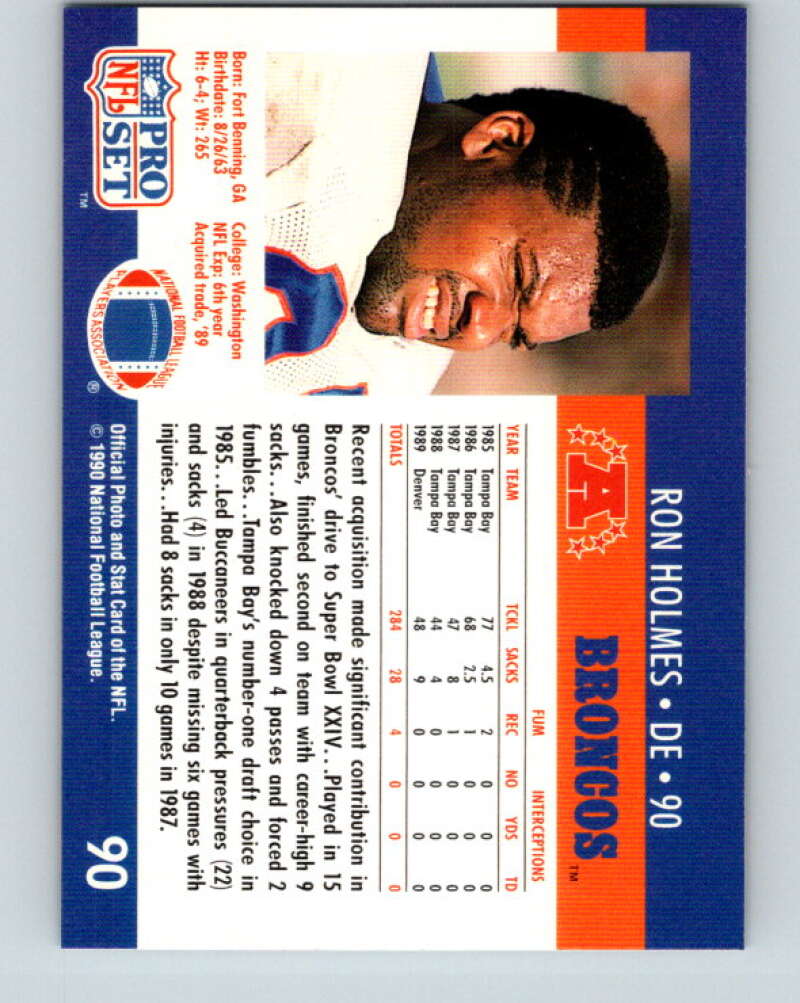 RON HOLMES • DE • 90
A
BRONCOS™
Born: Fort Benning, GA
Birthdate: 8/26/63
Ht: 6-4; Wt: 265
College: Washington
NFL Exp: 6th year
Acquired trade, '89
FUM INTERCEPTIONS
YEAR TEAM TCKL SACKS REC NO YDS TD
1985 Tampa Bay 77 4.5 2 0 0 0
1986 Tampa Bay 68 2.5 1 0 0 0
1987 Tampa Bay 47 8 1 0 0 0
1988 Tampa Bay 44 4 0 0 0 0
1989 Denver 48 9 0 0 0 0
TOTALS 284 28 4 0 0 0
Recent acquisition made significant contribution in
Broncos' drive to Super Bowl XXIV...Played in 15
games, finished second on team with career-high 9
sacks...Also knocked down 4 passes and forced 2
fumbles...Tampa Bay's number-one draft choice in
1985...Led Buccaneers in quarterback pressures (22)
and sacks (4) in 1988 despite missing six games with
injuries...Had 8 sacks in only 10 games in 1987.
NFL
PRO
SET
™
NATIONAL FOOTBALL LEAGUE
PLAYERS ASSOCIATION
®
Official Photo and Stat Card of the NFL.
© 1990 National Football League.
90